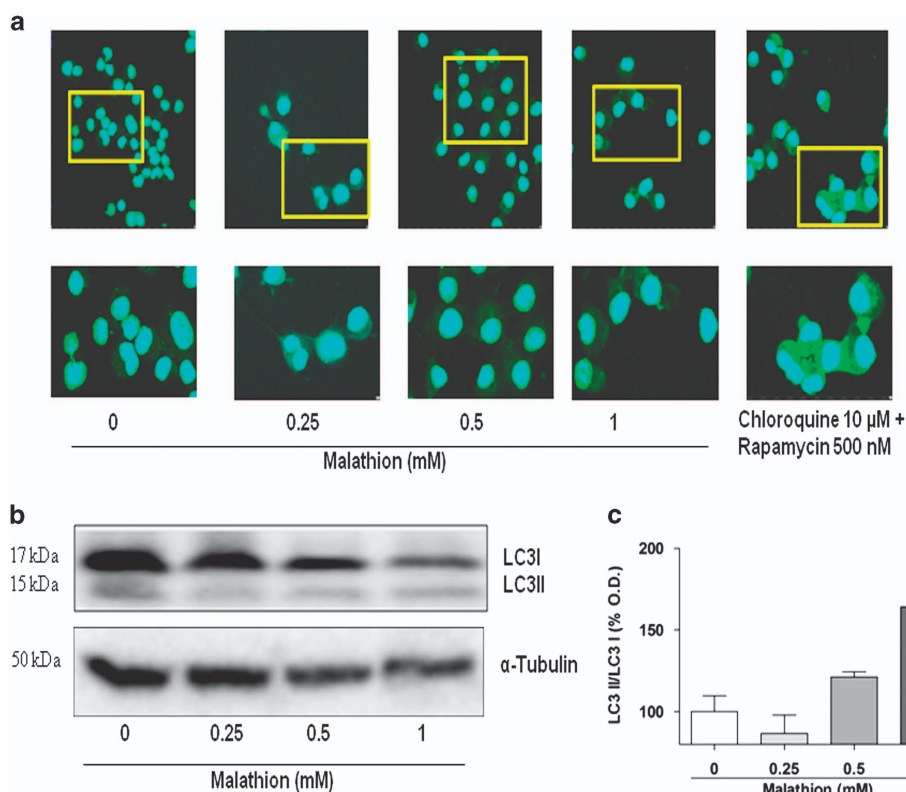 a
0 0.25 0.5 1 Chloroquine 10 µM +
Rapamycin 500 nM
Malathion (mM)
b
17 kDa LC3I
15 kDa LC3II
50 kDa α-Tubulin
0 0.25 0.5 1
Malathion (mM)
c
LC3 II/LC3 I (% O.D.)
200
150
100
0 0.25 0.5
Malathion (mM)